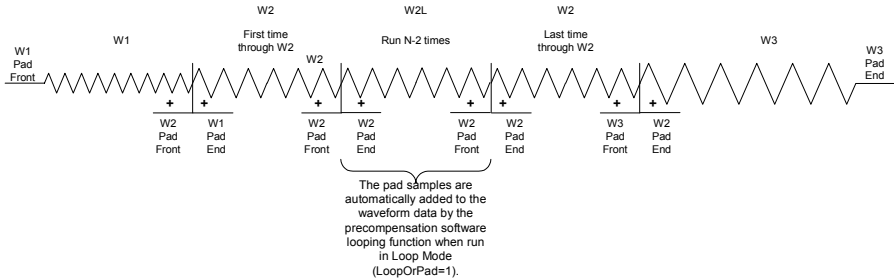 W2
W2L
W2
W1
Pad
Front
W1
First time
through W2
W2
Run N-2 times
Last time
through W2
W3
W3
Pad
End
+
+
+
+
+
+
+
+
W2
Pad
Front
W1
Pad
End
W2
Pad
Front
W2
Pad
End
W2
Pad
Front
W2
Pad
End
W3
Pad
Front
W2
Pad
End
The pad samples are
automatically added to the
waveform data by the
precompensation software
looping function when run
in Loop Mode
(LoopOrPad=1).